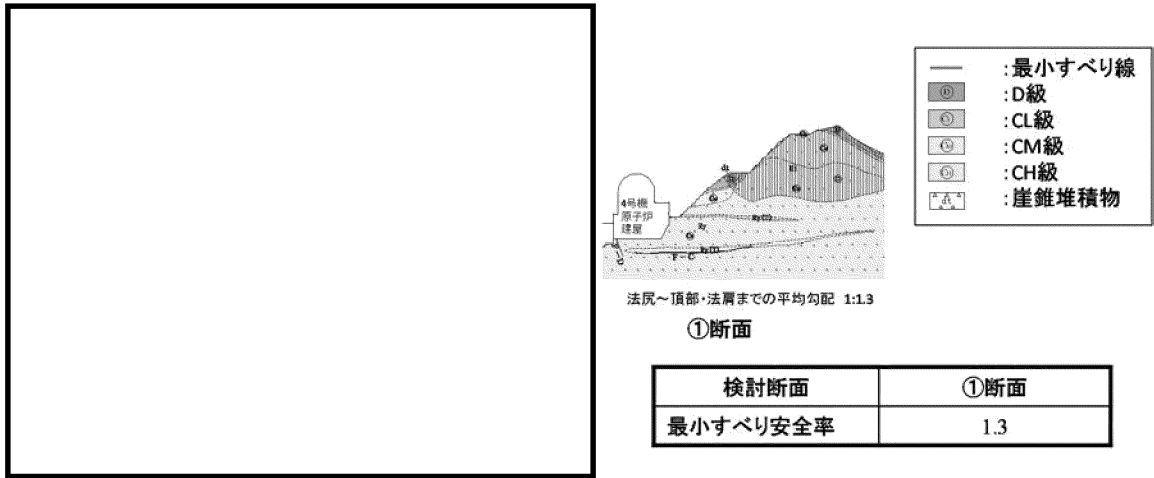 :最小すべり線
:D級
:CL級
:CM級
:CH級
dt
:崖錐堆積物
4号機
原子炉
建屋
F-C
法尻~頂部・法肩までの平均勾配 1:1.3
①断面
検討断面 ①断面
最小すべり安全率 1.3